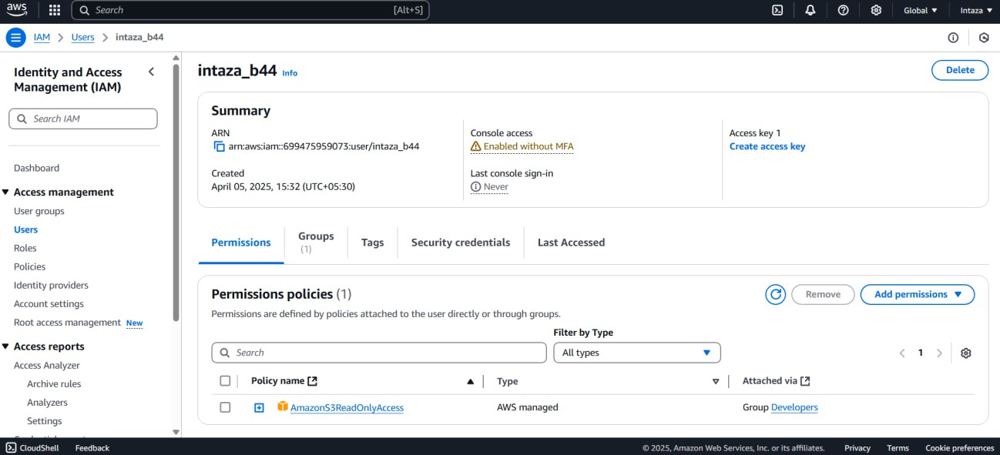 aws
Search [Alt+S]
Global
Intaza
IAM > Users > intaza_b44
Identity and Access
Management (IAM)
Search IAM
Dashboard
Access management
User groups
Users
Roles
Policies
Identity providers
Account settings
Root access management New
Access reports
Access Analyzer
Archive rules
Analyzers
Settings
intaza_b44 Info
Delete
Summary
ARN
arn:aws:iam::699475959073:user/intaza_b44
Created
April 05, 2025, 15:32 (UTC+05:30)
Console access
Enabled without MFA
Last console sign-in
Never
Access key 1
Create access key
Permissions
Groups
(1)
Tags
Security credentials
Last Accessed
Permissions policies (1)
Remove
Add permissions
Permissions are defined by policies attached to the user directly or through groups.
Filter by Type
Search
All types
1
Policy name
Type
Attached via
AmazonS3ReadOnlyAccess
AWS managed
Group Developers
CloudShell
Feedback
© 2025, Amazon Web Services, Inc. or its affiliates.
Privacy
Terms
Cookie preferences